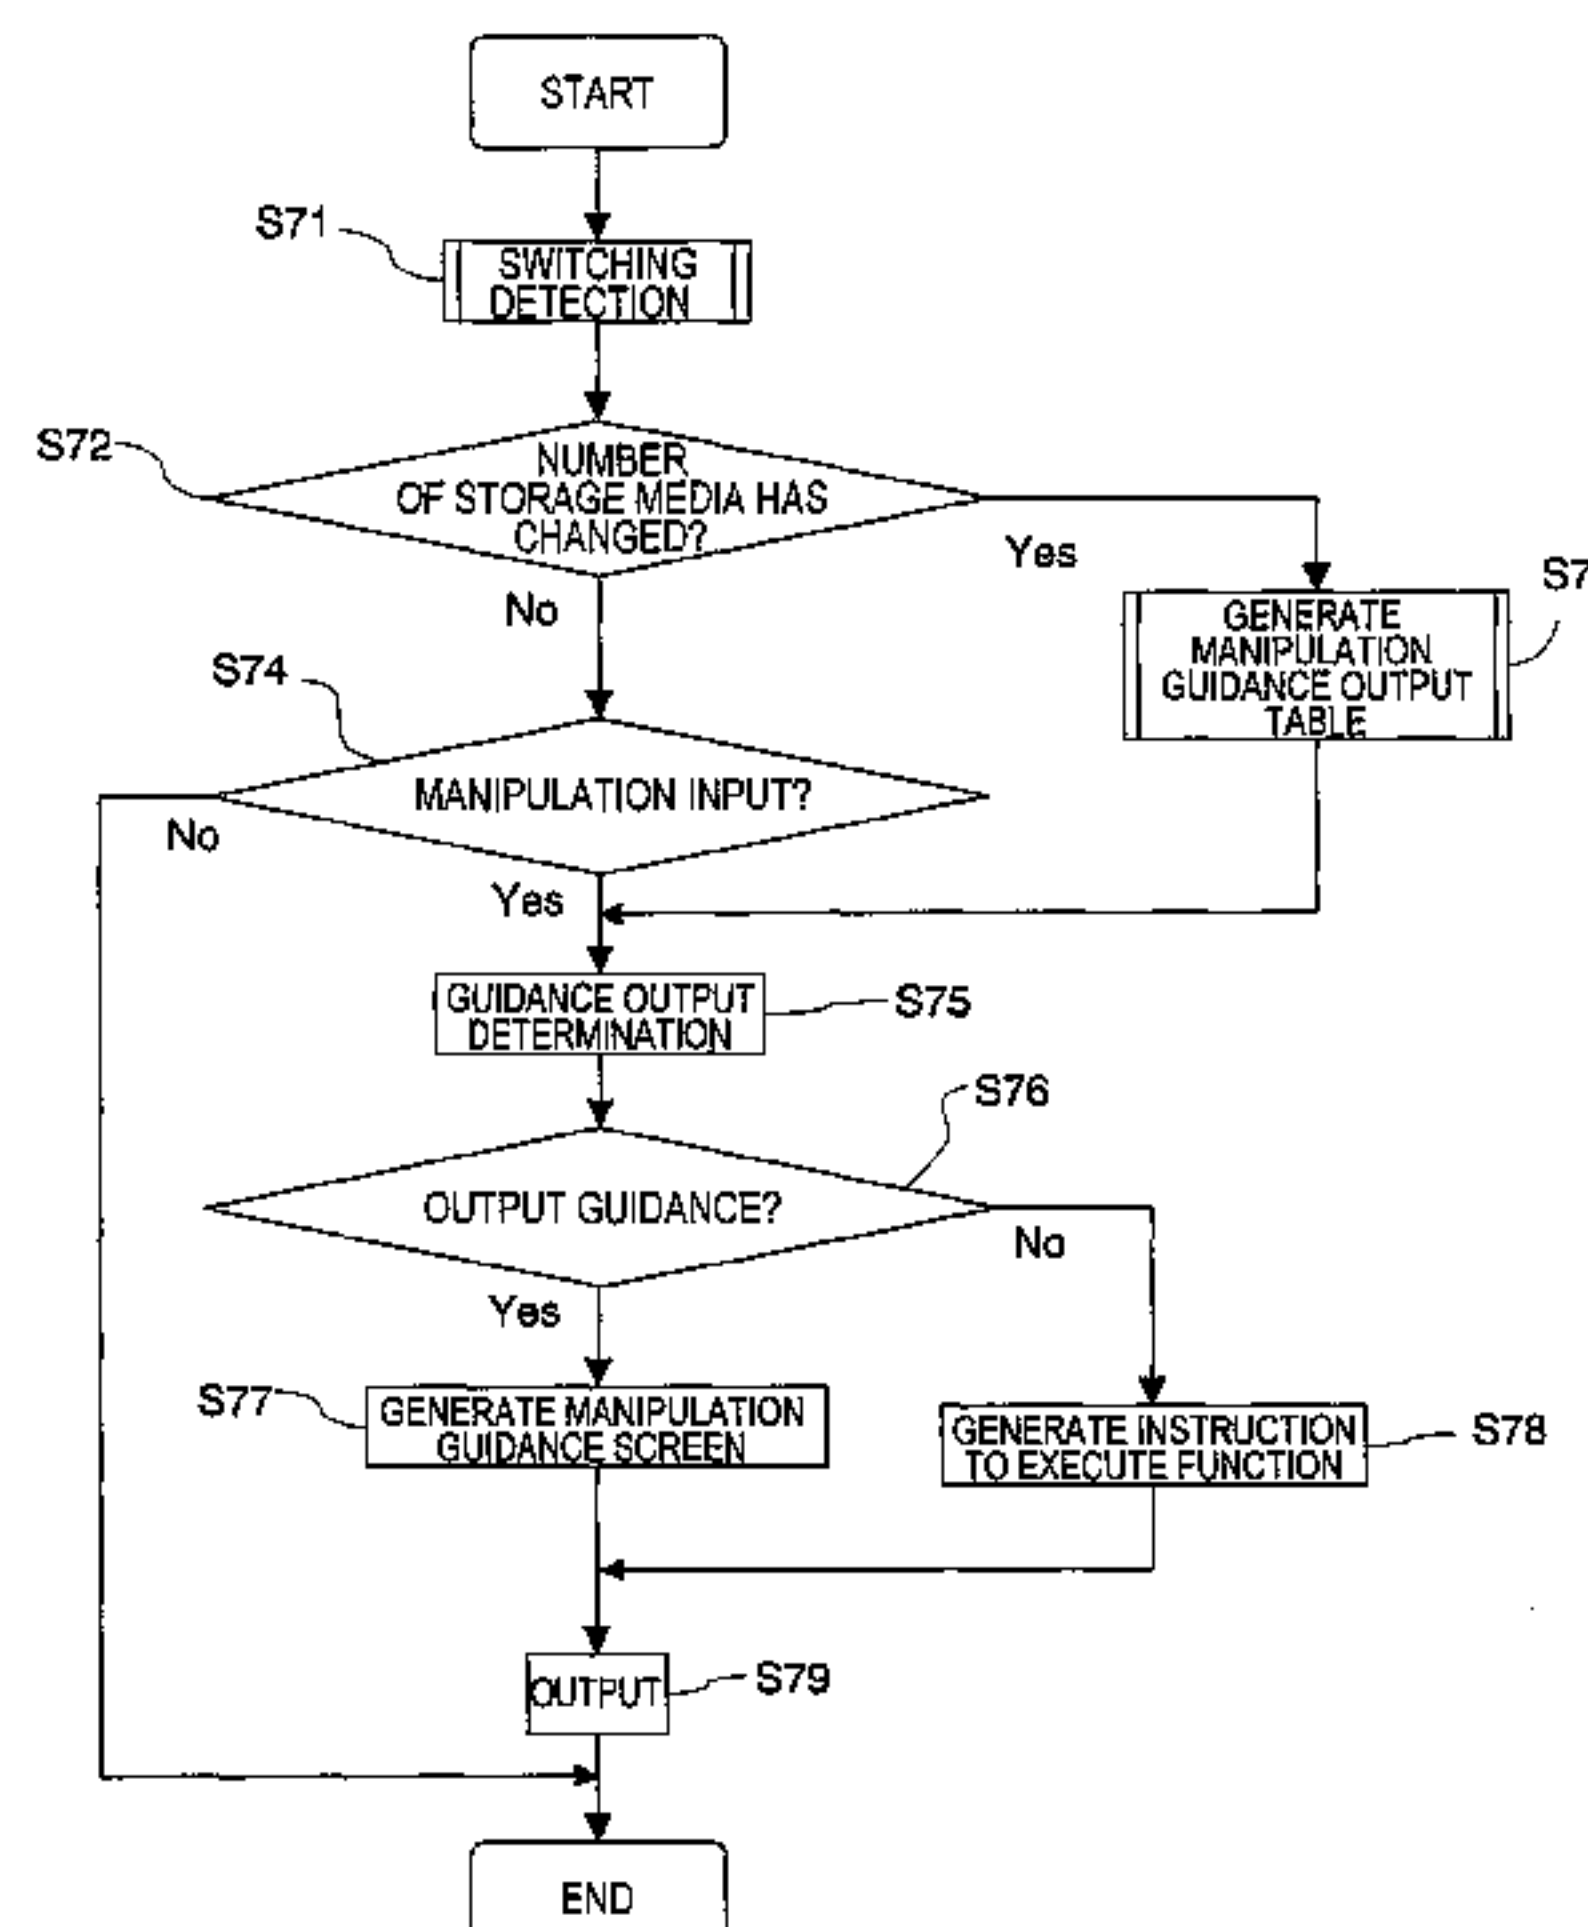 START
S71
SWITCHING
DETECTION
S72
NUMBER
OF STORAGE MEDIA HAS
CHANGED?
Yes
No
S7
GENERATE
MANIPULATION
GUIDANCE OUTPUT
TABLE
S74
MANIPULATION INPUT?
No
Yes
GUIDANCE OUTPUT
DETERMINATION
S75
S76
OUTPUT GUIDANCE?
No
Yes
S77
GENERATE MANIPULATION
GUIDANCE SCREEN
GENERATE INSTRUCTION
TO EXECUTE FUNCTION
S78
OUTPUT
S79
END